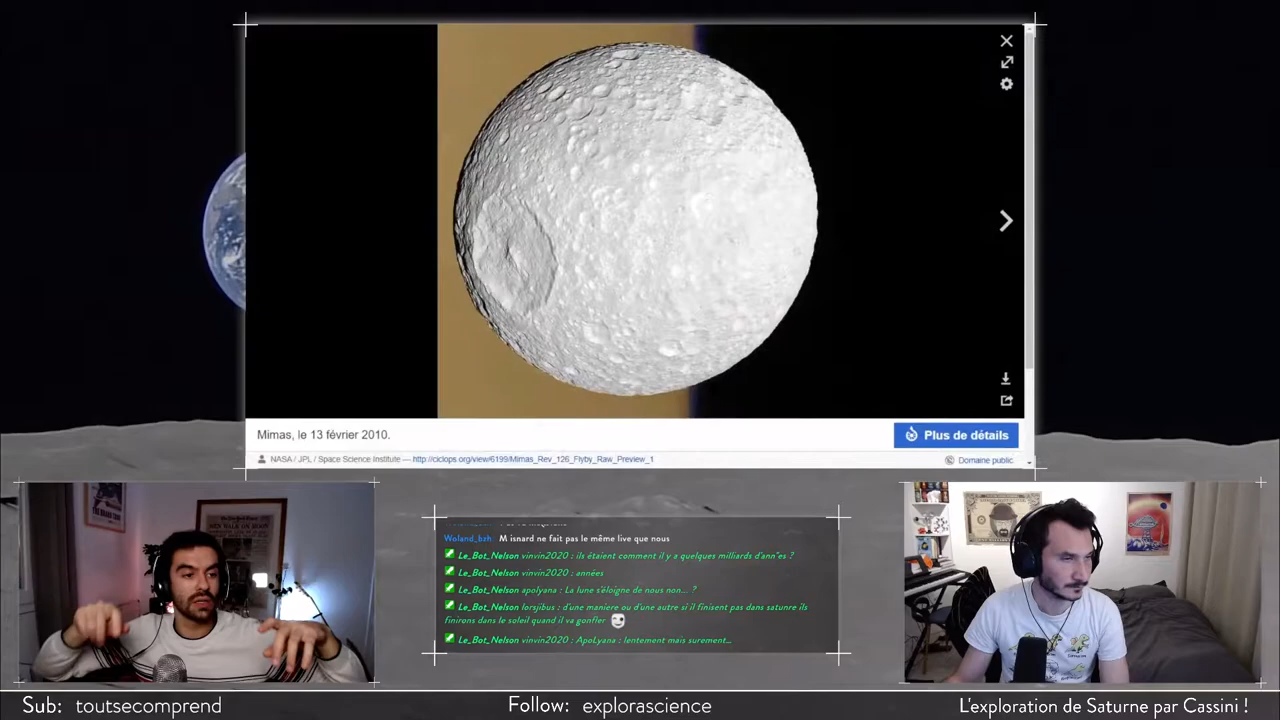 Mimas, le 13 février 2010.
Plus de détails
NASA / JPL / Space Science Institute — http://ciclops.org/view/6199/Mimas_Rev_126_Flyby_Raw_Preview_1
Domaine public
Woland_bzh M isnard ne fait pas le même live que nous
Le_Bot_Nelson vinvin2020 : ils étaient comment il y a quelques milliards d'ann"es ?
Le_Bot_Nelson vinvin2020 : années
Le_Bot_Nelson apolyana : La lune s'éloigne de nous non... ?
Le_Bot_Nelson lorsjibus : d'une maniere ou d'une autre si il finisent pas dans satunre ils
finirons dans le soleil quand il va gonfler
Le_Bot_Nelson vinvin2020 : ApoLyana : lentement mais surement...
Sub: toutsecomprend
Follow: explorascience
L'exploration de Saturne par Cassini !